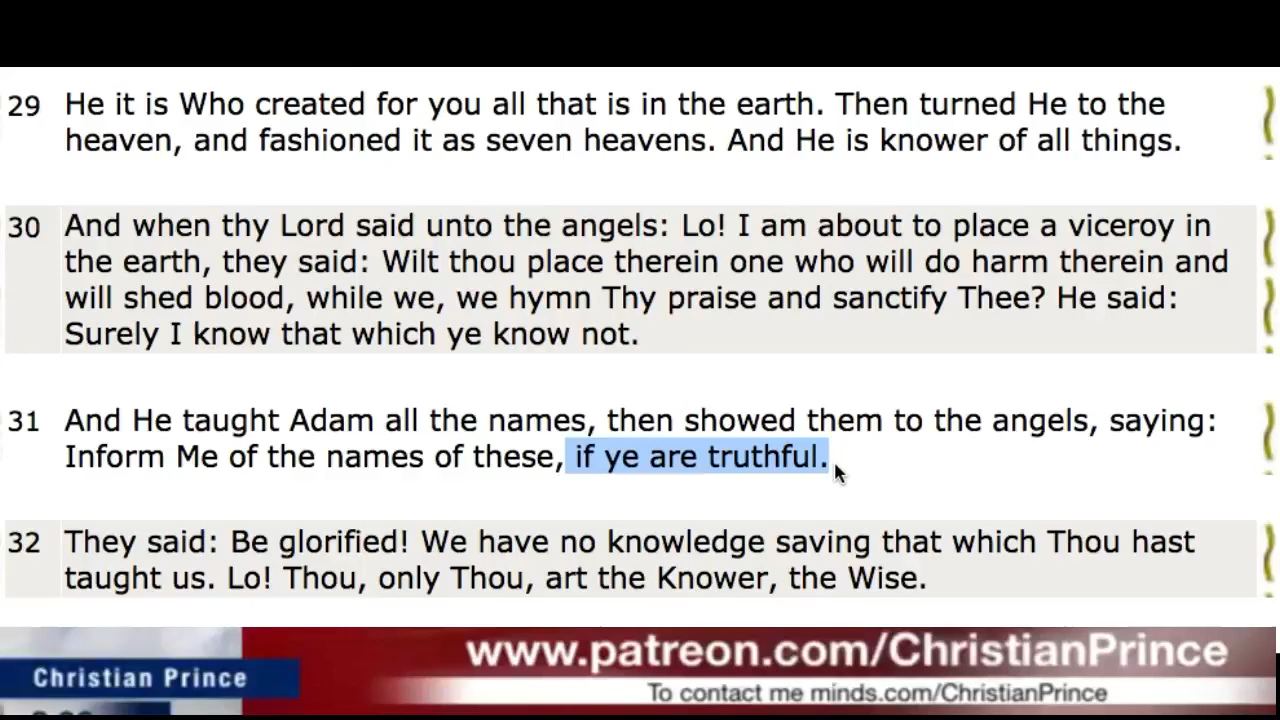 29 He it is Who created for you all that is in the earth. Then turned He to the
heaven, and fashioned it as seven heavens. And He is knower of all things.
30 And when thy Lord said unto the angels: Lo! I am about to place a viceroy in
the earth, they said: Wilt thou place therein one who will do harm therein and
will shed blood, while we, we hymn Thy praise and sanctify Thee? He said:
Surely I know that which ye know not.
31 And He taught Adam all the names, then showed them to the angels, saying:
Inform Me of the names of these, if ye are truthful.
32 They said: Be glorified! We have no knowledge saving that which Thou hast
taught us. Lo! Thou, only Thou, art the Knower, the Wise.
www.patreon.com/ChristianPrince
Christian Prince
To contact me minds.com/ChristianPrince